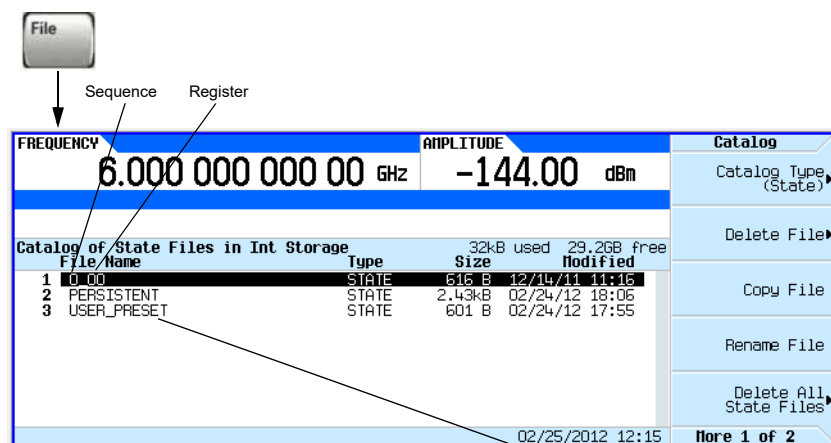 File
Sequence Register
FREQUENCY AMPLITUDE Catalog
6.000 000 000 00 GHz -144.00 dBm
Catalog Type
(State)
Delete File
Catalog of State Files in Int Storage 32kB used 29.2GB free
File Name Type Size Modified
1 0_00 STATE 616 B 12/14/11 11:16
2 PERSISTENT STATE 2.43kB 02/24/12 18:06
3 USER_PRESET STATE 601 B 02/24/12 17:55
Copy File
Rename File
Delete All
State Files
02/25/2012 12:15 More 1 of 2